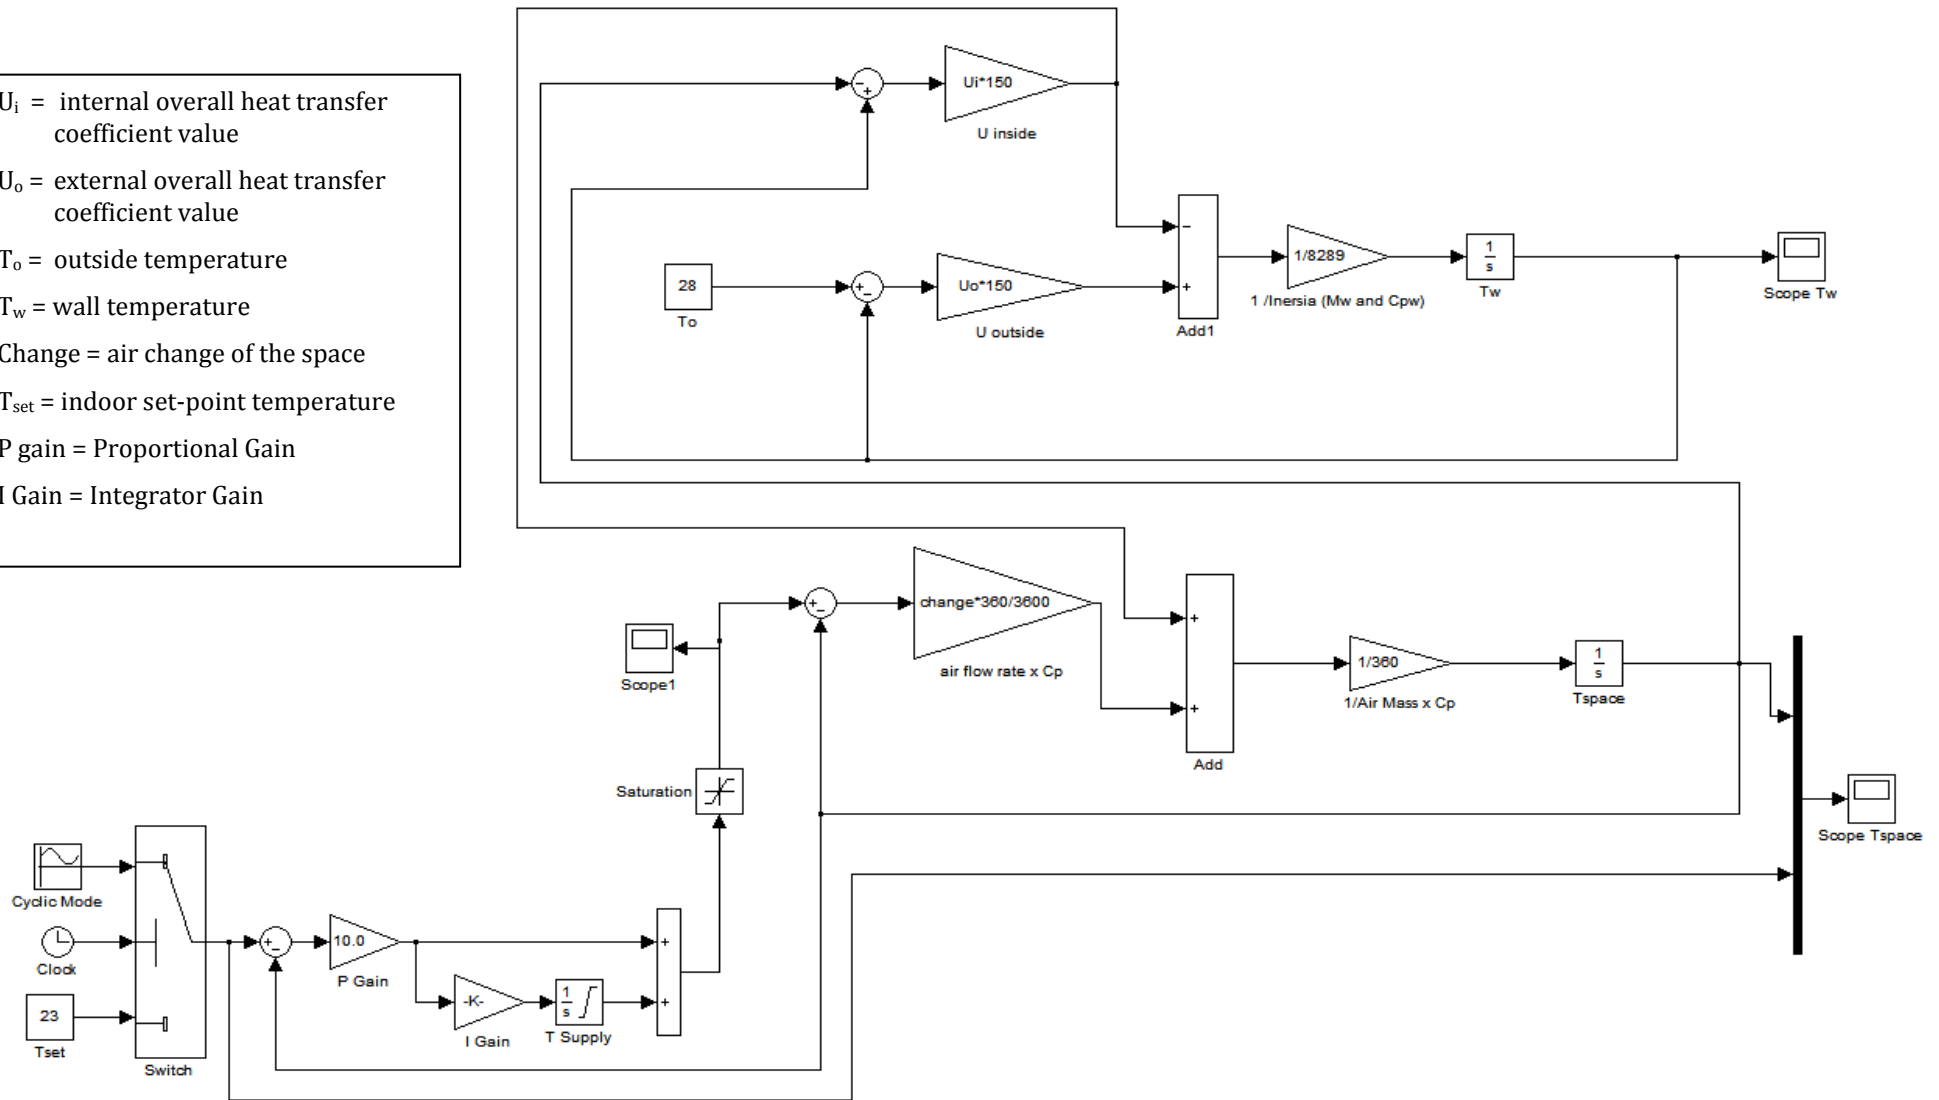 Uᵢ = internal overall heat transfer
coefficient value
Uₒ = external overall heat transfer
coefficient value
Tₒ = outside temperature
T_w = wall temperature
Change = air change of the space
T_set = indoor set-point temperature
P gain = Proportional Gain
I Gain = Integrator Gain
Ui*150
U inside
28
To
Uo*150
U outside
Add1
1/8289
1 /Inersia (Mw and Cpw)
1
s
Tw
Scope Tw
Scope1
change*360/3600
air flow rate x Cp
Add
1/360
1/Air Mass x Cp
1
s
Tspace
Scope Tspace
Saturation
Cyclic Mode
Clock
23
Tset
Switch
10.0
P Gain
-K-
I Gain
1
s
T Supply